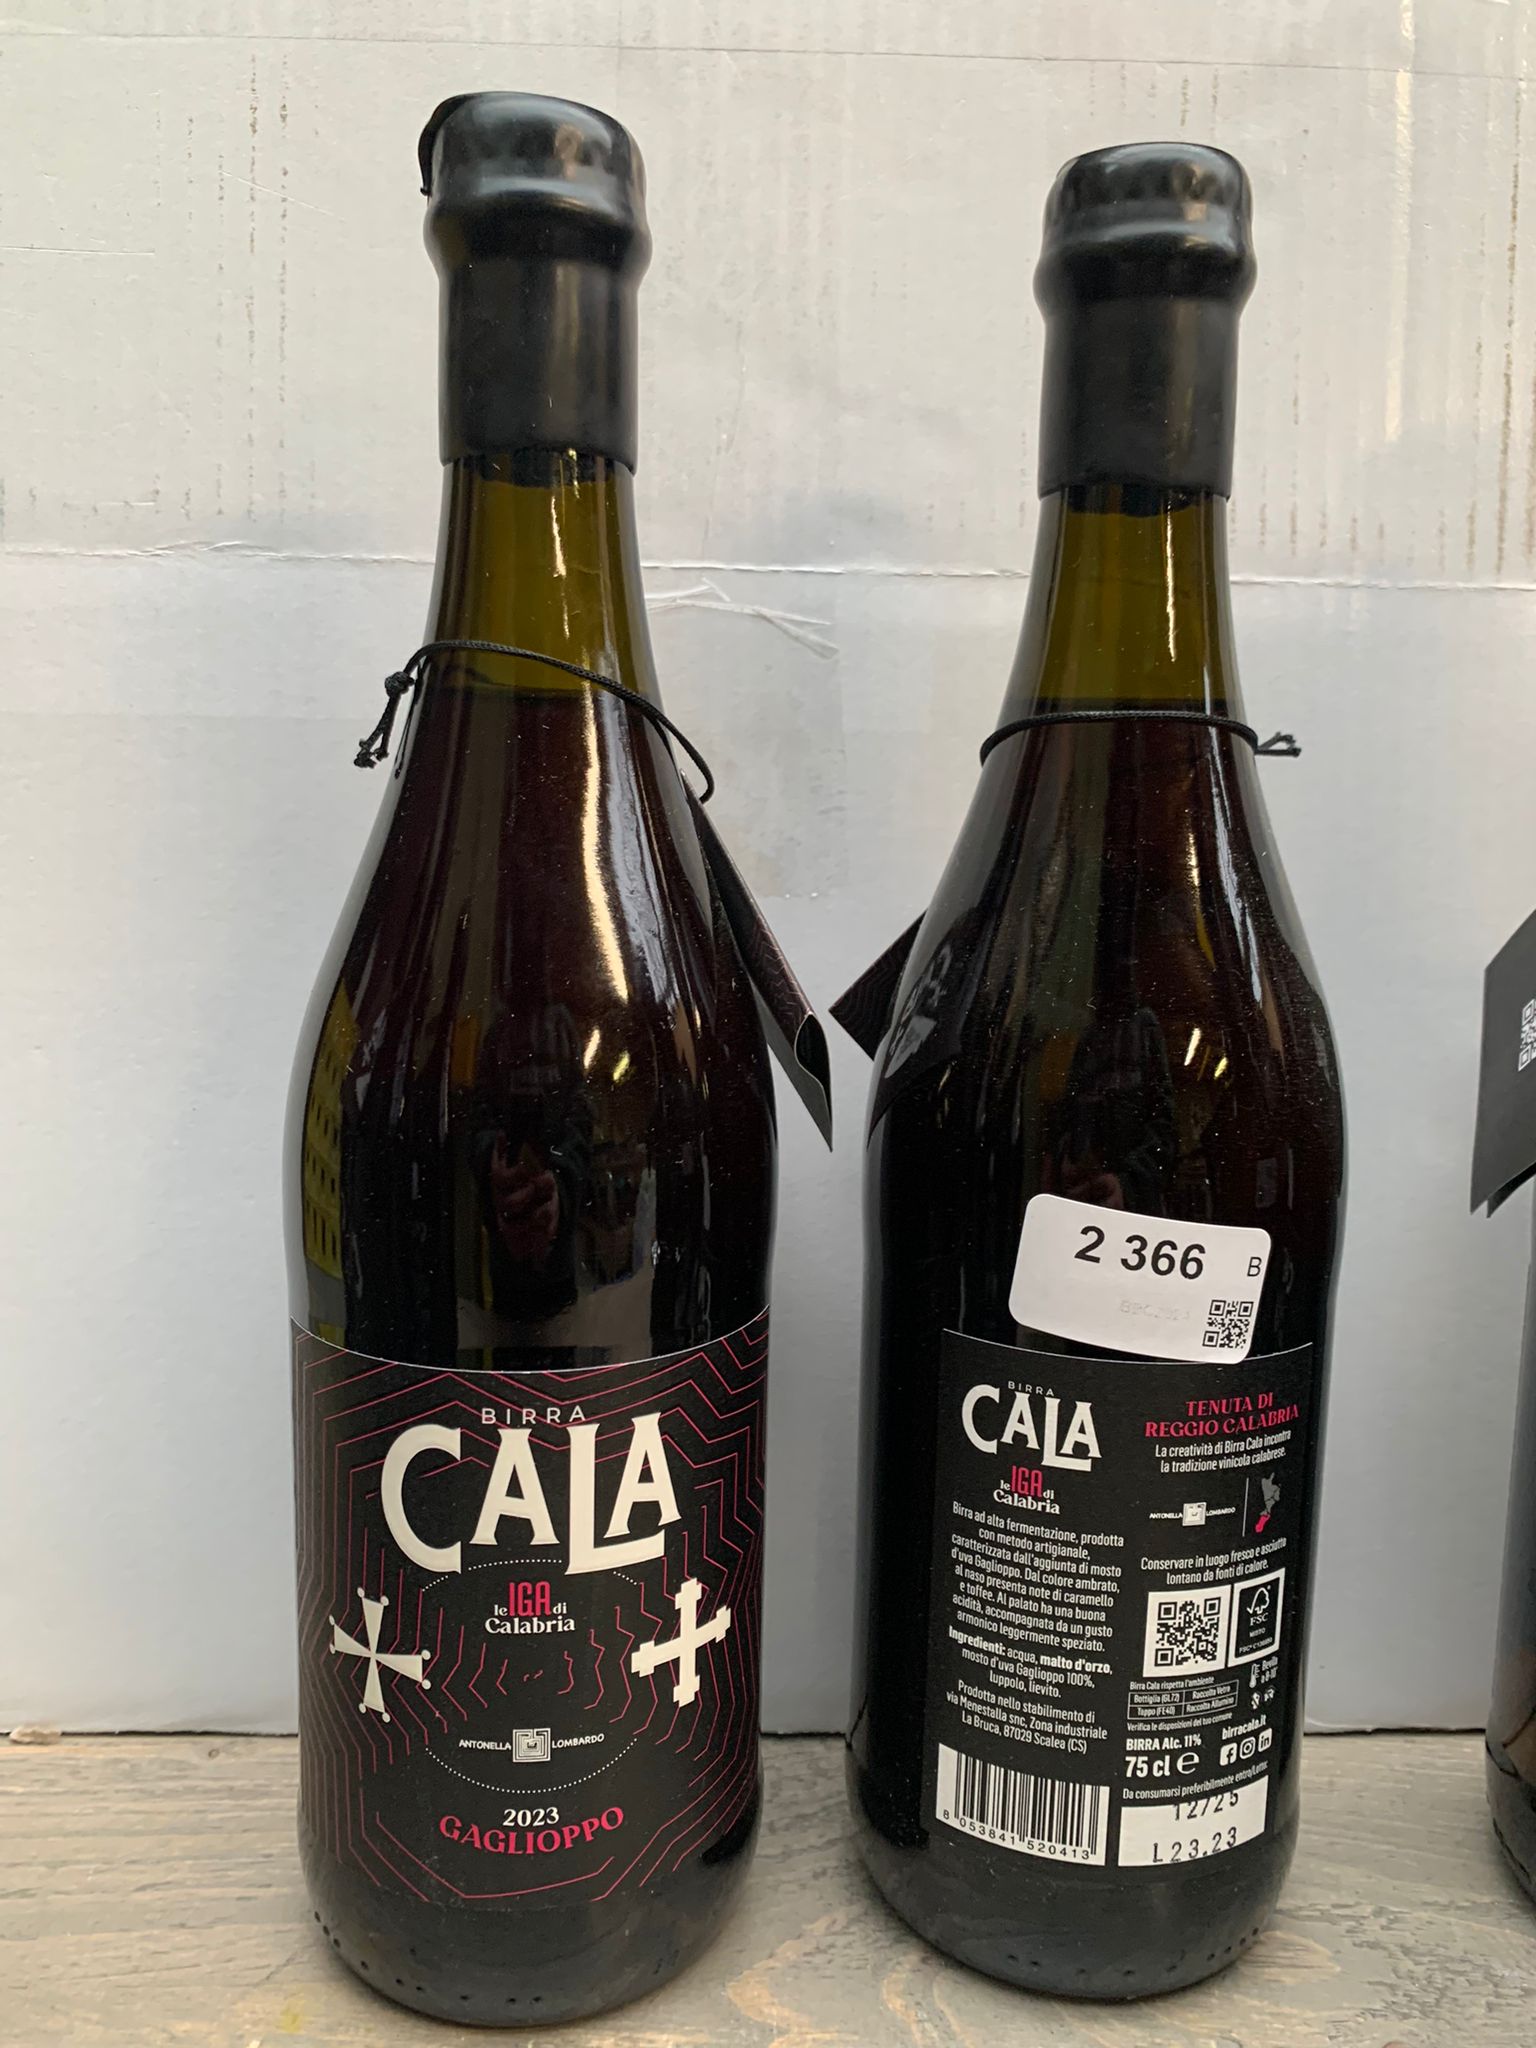 BIRRA
CALA
le IGA di
Calabria
ANTONELLA LOMBARDO
2023
GAGLIOPPO
2 366 B
BIRRA
CALA
le IGA di
Calabria
Birra ad alta fermentazione, prodotta
con metodo artigianale,
caratterizzata dall'aggiunta di mosto
d'uva Gaglioppo. Dal colore ambrato,
al naso presenta note di caramello
e toffee. Al palato ha una buona
acidità, accompagnata da un gusto
armonico leggermente speziato.
Ingredienti: acqua, malto d'orzo,
mosto d'uva Gaglioppo 100%,
luppolo, lievito.
Prodotta nello stabilimento di
via Menestalla snc, Zona industriale
La Bruca, 87029 Scalea (CS)
8 053841 520413
TENUTA DI
REGGIO CALABRIA
La creatività di Birra Cala incontra
la tradizione vinicola calabrese.
ANTONELLA LOMBARDO
Conservare in luogo fresco e asciutto
lontano da fonti di calore.
FSC
MISTO
Birra Cala rispetta l'ambiente
Bottiglia (GL72) Raccolta Vetro
Tappo (FE40) Raccolta Alluminio
Verifica le disposizioni del tuo comune
Bevila
a 8-10°
BIRRA Alc. 11%
75 cl e
birracala.it
Da consumarsi preferibilmente entro/Lotto:
12/25
L23.23